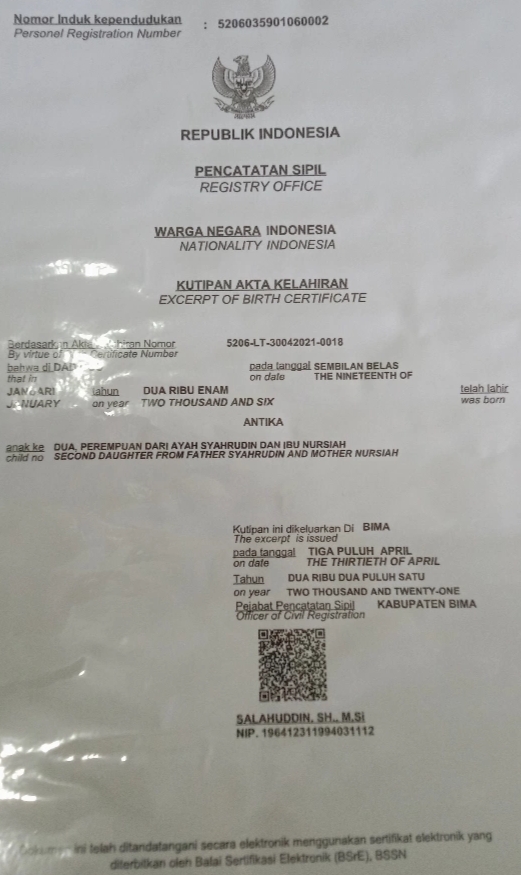 Nomor Induk kependudukan : 5206035901060002
Personel Registration Number
REPUBLIK INDONESIA
PENCATATAN SIPIL
REGISTRY OFFICE
WARGA NEGARA INDONESIA
NATIONALITY INDONESIA
KUTIPAN AKTA KELAHIRAN
EXCERPT OF BIRTH CERTIFICATE
Berdasarkan Akta Nomor 5206-LT-30042021-0018
By virtue of Certificate Number
bahwa di pada tanggal SEMBILAN BELAS
that in on date THE NINETEENTH OF
JANUARI tahun DUA RIBU ENAM telah lahir
JANUARY on year TWO THOUSAND AND SIX was born
ANTIKA
anak ke DUA, PEREMPUAN DARI AYAH SYAHRUDIN DAN IBU NURSIAH
child no SECOND DAUGHTER FROM FATHER SYAHRUDIN AND MOTHER NURSIAH
Kutipan ini dikeluarkan Di BIMA
The excerpt is issued
pada tanggal TIGA PULUH APRIL
on date THE THIRTIETH OF APRIL
Tahun DUA RIBU DUA PULUH SATU
on year TWO THOUSAND AND TWENTY-ONE
Pejabat Pencatatan Sipil KABUPATEN BIMA
Officer of Civil Registration
SALAHUDDIN, SH., M.Si
NIP. 196412311994031112
Dokumen ini telah ditandatangani secara elektronik menggunakan sertifikat elektronik yang
diterbitkan oleh Balai Sertifikasi Elektronik (BSrE), BSSN